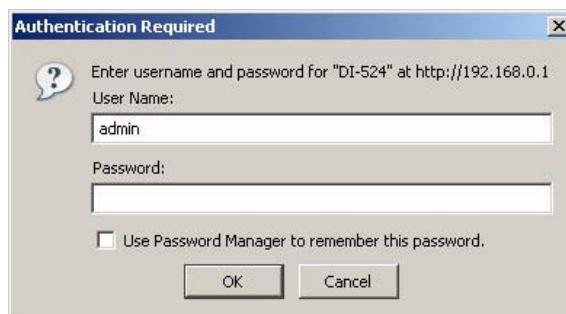 Authentication Required
Enter username and password for "DI-524" at http://192.168.0.1
User Name:
admin
Password:
Use Password Manager to remember this password.
OK Cancel